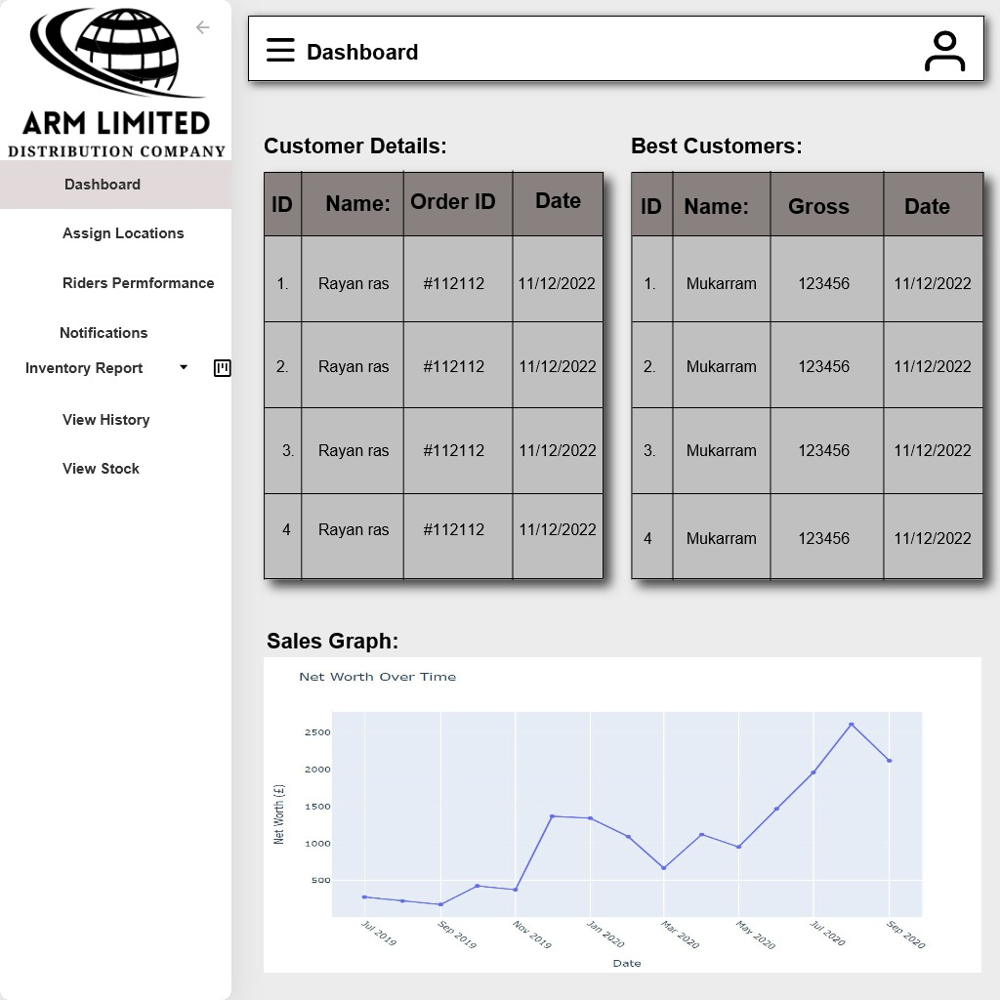 ARM LIMITED
DISTRIBUTION COMPANY
Dashboard
Assign Locations
Riders Permformance
Notifications
Inventory Report
View History
View Stock
Dashboard
Customer Details:
ID Name: Order ID Date
1. Rayan ras #112112 11/12/2022
2. Rayan ras #112112 11/12/2022
3. Rayan ras #112112 11/12/2022
4 Rayan ras #112112 11/12/2022
Best Customers:
ID Name: Gross Date
1. Mukarram 123456 11/12/2022
2. Mukarram 123456 11/12/2022
3. Mukarram 123456 11/12/2022
4 Mukarram 123456 11/12/2022
Sales Graph:
Net Worth Over Time
Net Worth (£)
2500
2000
1500
1000
500
Jul 2019 Sep 2019 Nov 2019 Jan 2020 Mar 2020 May 2020 Jul 2020 Sep 2020
Date